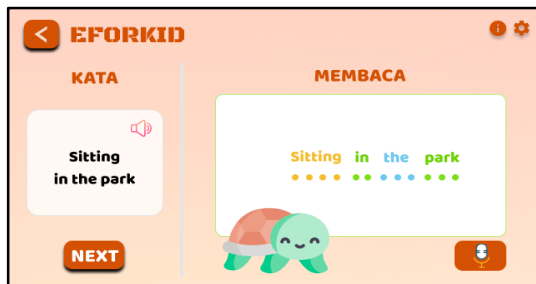 EFORKID
KATA
Sitting
in the park
NEXT
MEMBACA
Sitting in the park